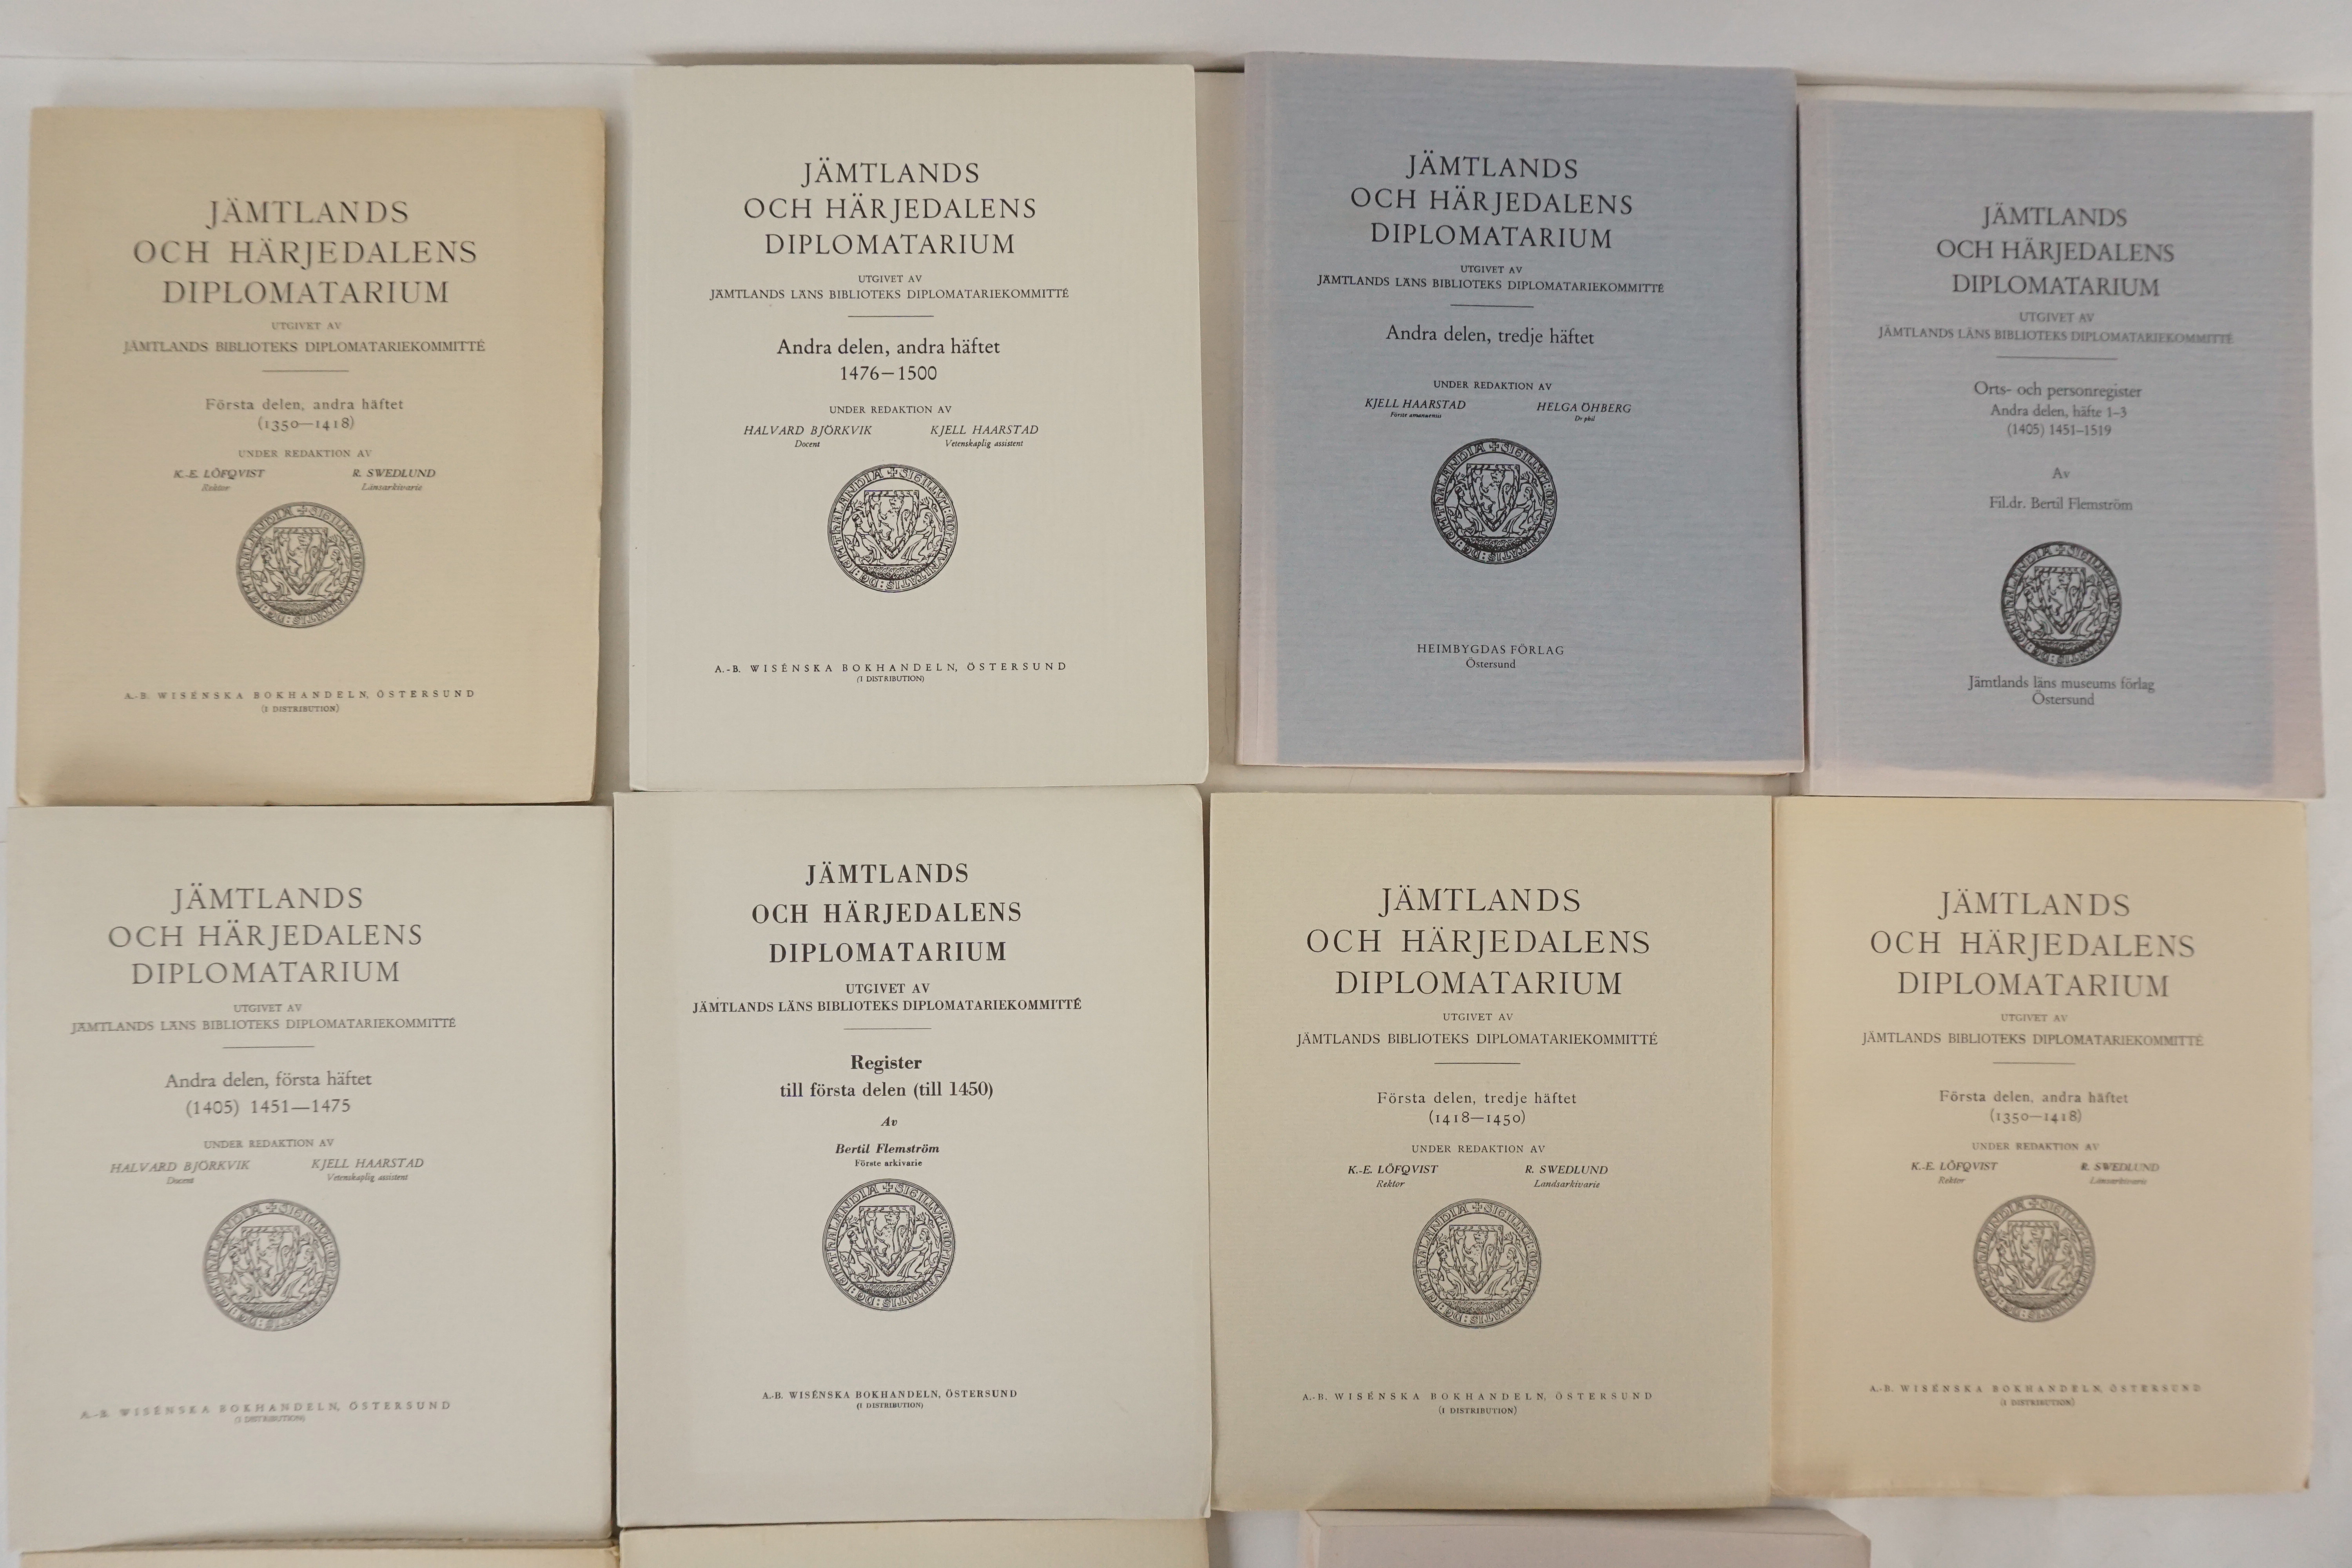 JÄMTLANDS
OCH HÄRJEDALENS
DIPLOMATARIUM
UTGIVET AV
JÄMTLANDS BIBLIOTEKS DIPLOMATARIEKOMMITTÉ
Första delen, andra häftet
(1350—1418)
UNDER REDAKTION AV
K.-E. LÖFQVIST R. SWEDLUND
Rektor Länsarkivarie
A.-B. WISÉNSKA BOKHANDELN, ÖSTERSUND
(I DISTRIBUTION)
JÄMTLANDS
OCH HÄRJEDALENS
DIPLOMATARIUM
UTGIVET AV
JÄMTLANDS LÄNS BIBLIOTEKS DIPLOMATARIEKOMMITTÉ
Andra delen, andra häftet
1476—1500
UNDER REDAKTION AV
HALVARD BJÖRKVIK KJELL HAARSTAD
Docent Vetenskaplig assistent
A.-B. WISÉNSKA BOKHANDELN, ÖSTERSUND
(I DISTRIBUTION)
JÄMTLANDS
OCH HÄRJEDALENS
DIPLOMATARIUM
UTGIVET AV
JÄMTLANDS LÄNS BIBLIOTEKS DIPLOMATARIEKOMMITTÉ
Andra delen, tredje häftet
UNDER REDAKTION AV
KJELL HAARSTAD HELGA ÖHBERG
Förste amanuensis Dr phil
HEIMBYGDAS FÖRLAG
Östersund
JÄMTLANDS
OCH HÄRJEDALENS
DIPLOMATARIUM
UTGIVET AV
JÄMTLANDS LÄNS BIBLIOTEKS DIPLOMATARIEKOMMITTÉ
Orts- och personregister
Andra delen, häfte 1–3
(1405) 1451–1519
Av
Fil.dr. Bertil Flemström
Jämtlands läns museums förlag
Östersund
JÄMTLANDS
OCH HÄRJEDALENS
DIPLOMATARIUM
UTGIVET AV
JÄMTLANDS LÄNS BIBLIOTEKS DIPLOMATARIEKOMMITTÉ
Andra delen, första häftet
(1405) 1451—1475
UNDER REDAKTION AV
HALVARD BJÖRKVIK KJELL HAARSTAD
Docent Vetenskaplig assistent
A.-B. WISÉNSKA BOKHANDELN, ÖSTERSUND
(I DISTRIBUTION)
JÄMTLANDS
OCH HÄRJEDALENS
DIPLOMATARIUM
UTGIVET AV
JÄMTLANDS LÄNS BIBLIOTEKS DIPLOMATARIEKOMMITTÉ
Register
till första delen (till 1450)
Av
Bertil Flemström
Förste arkivarie
A.-B. WISÉNSKA BOKHANDELN, ÖSTERSUND
(I DISTRIBUTION)
JÄMTLANDS
OCH HÄRJEDALENS
DIPLOMATARIUM
UTGIVET AV
JÄMTLANDS BIBLIOTEKS DIPLOMATARIEKOMMITTÉ
Första delen, tredje häftet
(1418—1450)
UNDER REDAKTION AV
K.-E. LÖFQVIST R. SWEDLUND
Rektor Landsarkivarie
A.-B. WISÉNSKA BOKHANDELN, ÖSTERSUND
(I DISTRIBUTION)
JÄMTLANDS
OCH HÄRJEDALENS
DIPLOMATARIUM
UTGIVET AV
JÄMTLANDS BIBLIOTEKS DIPLOMATARIEKOMMITTÉ
Första delen, andra häftet
(1350—1418)
UNDER REDAKTION AV
K.-E. LÖFQVIST R. SWEDLUND
Rektor Länsarkivarie
A.-B. WISÉNSKA BOKHANDELN, ÖSTERSUND
(I DISTRIBUTION)